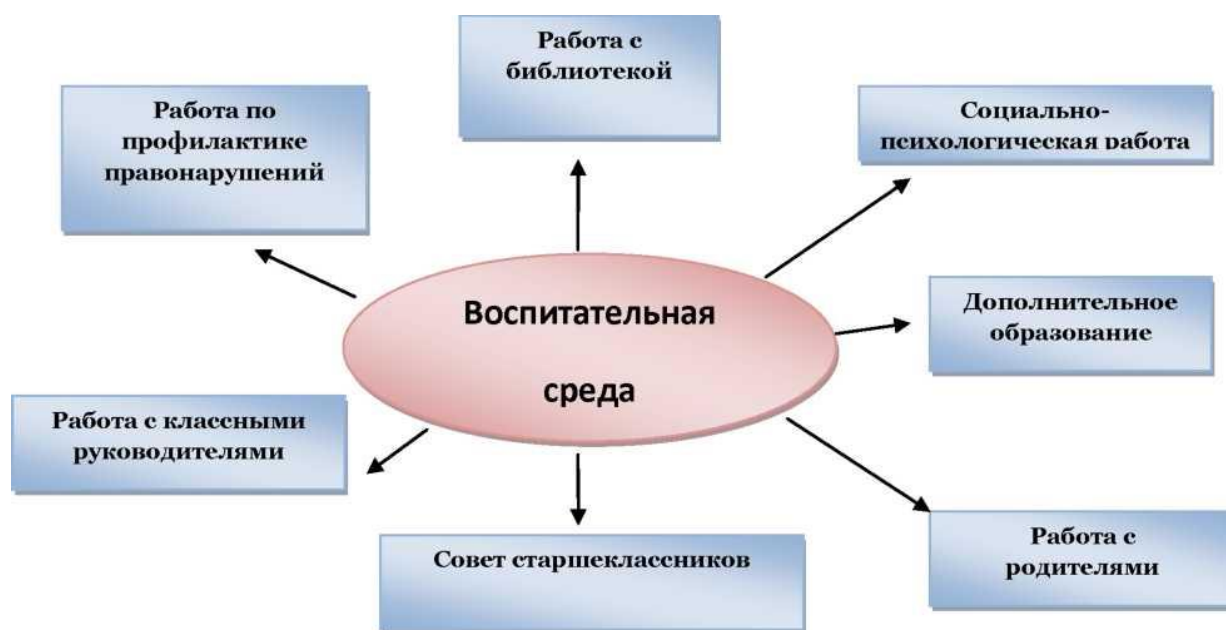 Работа с
библиотекой
Работа по
профилактике
правонарушений
Социально-
психологическая работа
Воспитательная
среда
Дополнительное
образование
Работа с классными
руководителями
Совет старшеклассников
Работа с
родителями